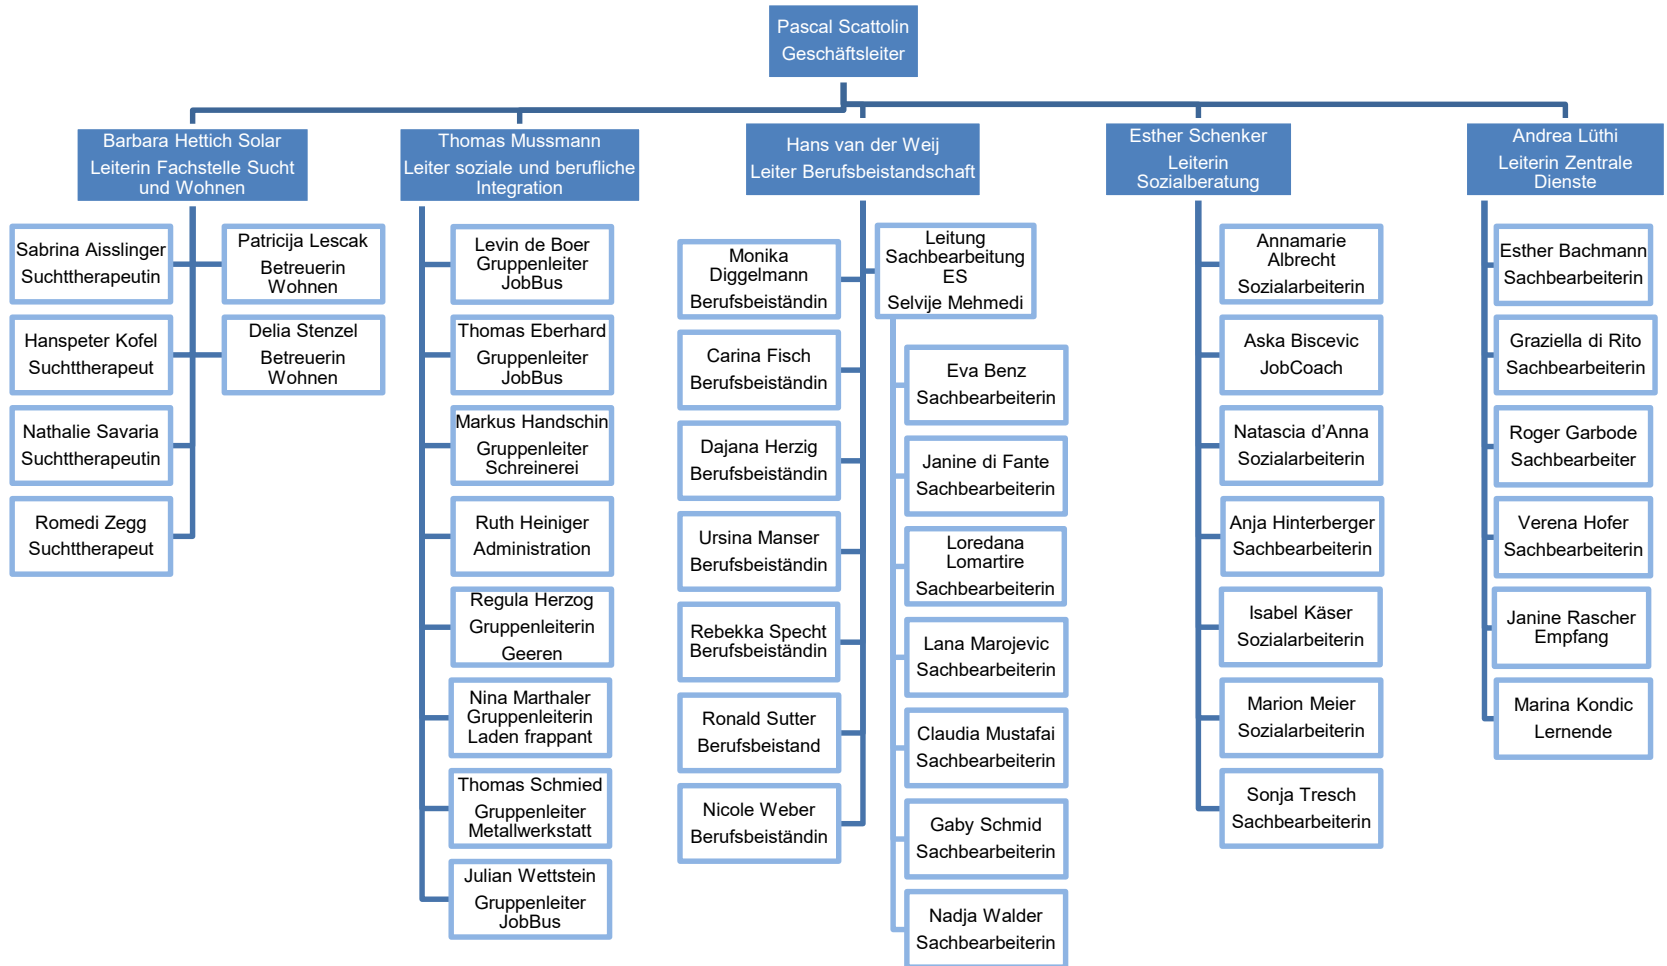 Pascal Scattolin
Geschäftsleiter
Barbara Hettich Solar
Leiterin Fachstelle Sucht
und Wohnen
Thomas Mussmann
Leiter soziale und berufliche
Integration
Hans van der Weij
Leiter Berufsbeistandschaft
Esther Schenker
Leiterin
Sozialberatung
Andrea Lüthi
Leiterin Zentrale
Dienste
Sabrina Aisslinger
Suchttherapeutin
Hanspeter Kofel
Suchttherapeut
Nathalie Savaria
Suchttherapeutin
Romedi Zegg
Suchttherapeut
Patricija Lescak
Betreuerin
Wohnen
Delia Stenzel
Betreuerin
Wohnen
Levin de Boer
Gruppenleiter
JobBus
Thomas Eberhard
Gruppenleiter
JobBus
Markus Handschin
Gruppenleiter
Schreinerei
Ruth Heiniger
Administration
Regula Herzog
Gruppenleiterin
Geeren
Nina Marthaler
Gruppenleiterin
Laden frappant
Thomas Schmied
Gruppenleiter
Metallwerkstatt
Julian Wettstein
Gruppenleiter
JobBus
Monika
Diggelmann
Berufsbeiständin
Carina Fisch
Berufsbeiständin
Dajana Herzig
Berufsbeiständin
Ursina Manser
Berufsbeiständin
Rebekka Specht
Berufsbeiständin
Ronald Sutter
Berufsbeistand
Nicole Weber
Berufsbeiständin
Leitung
Sachbearbeitung
ES
Selvije Mehmedi
Eva Benz
Sachbearbeiterin
Janine di Fante
Sachbearbeiterin
Loredana
Lomartire
Sachbearbeiterin
Lana Marojevic
Sachbearbeiterin
Claudia Mustafai
Sachbearbeiterin
Gaby Schmid
Sachbearbeiterin
Nadja Walder
Sachbearbeiterin
Annamarie
Albrecht
Sozialarbeiterin
Aska Biscevic
JobCoach
Natascia d’Anna
Sozialarbeiterin
Anja Hinterberger
Sachbearbeiterin
Isabel Käser
Sozialarbeiterin
Marion Meier
Sozialarbeiterin
Sonja Tresch
Sachbearbeiterin
Esther Bachmann
Sachbearbeiterin
Graziella di Rito
Sachbearbeiterin
Roger Garbode
Sachbearbeiter
Verena Hofer
Sachbearbeiterin
Janine Rascher
Empfang
Marina Kondic
Lernende